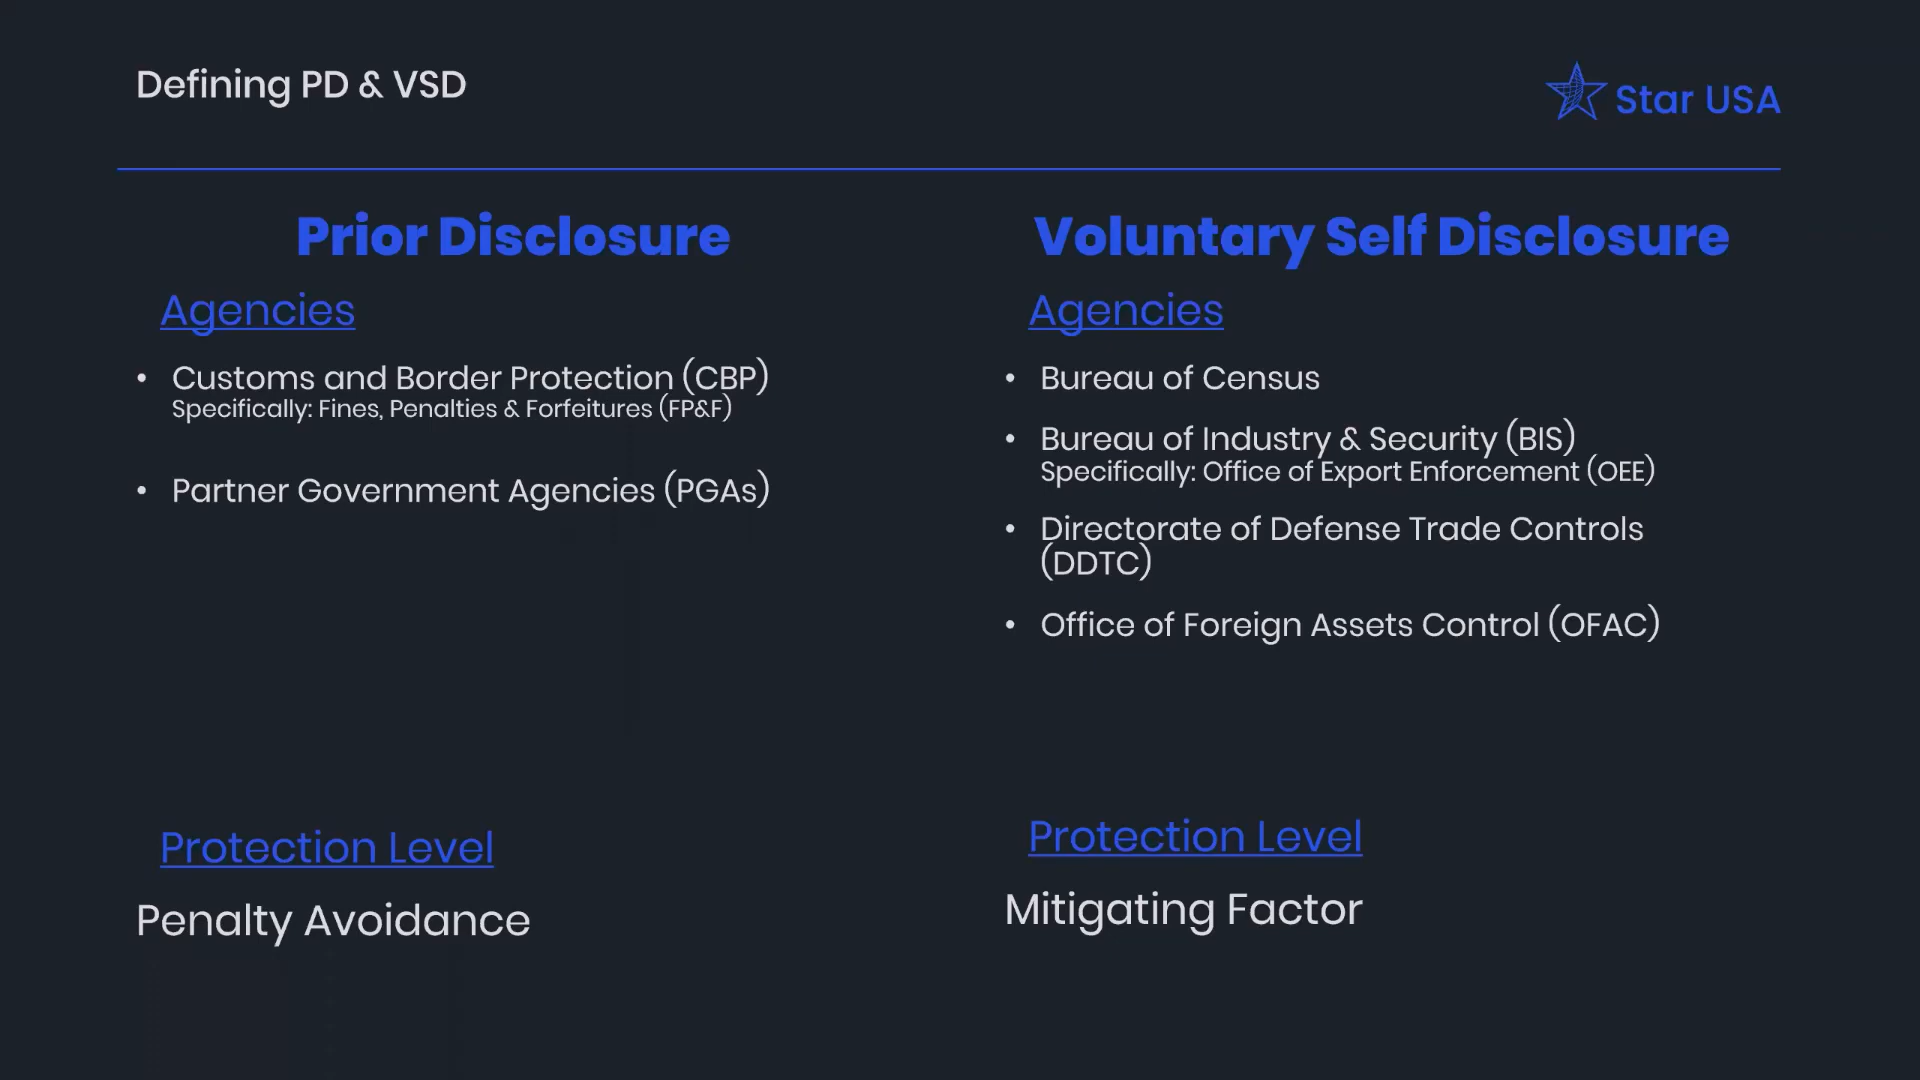 Defining PD & VSD
Star USA
Prior Disclosure
Agencies
• Customs and Border Protection (CBP)
Specifically: Fines, Penalties & Forfeitures (FP&F)
• Partner Government Agencies (PGAs)
Protection Level
Penalty Avoidance
Voluntary Self Disclosure
Agencies
• Bureau of Census
• Bureau of Industry & Security (BIS)
Specifically: Office of Export Enforcement (OEE)
• Directorate of Defense Trade Controls
(DDTC)
• Office of Foreign Assets Control (OFAC)
Protection Level
Mitigating Factor